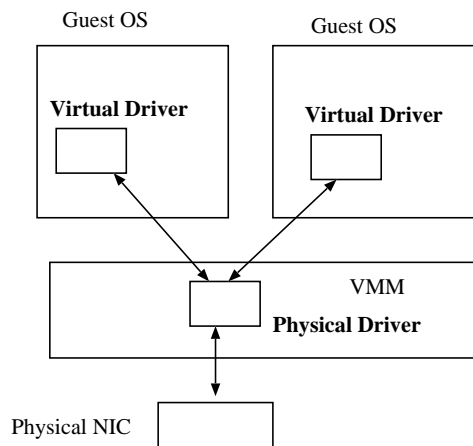 Guest OS
Guest OS
Virtual Driver
Virtual Driver
VMM
Physical Driver
Physical NIC